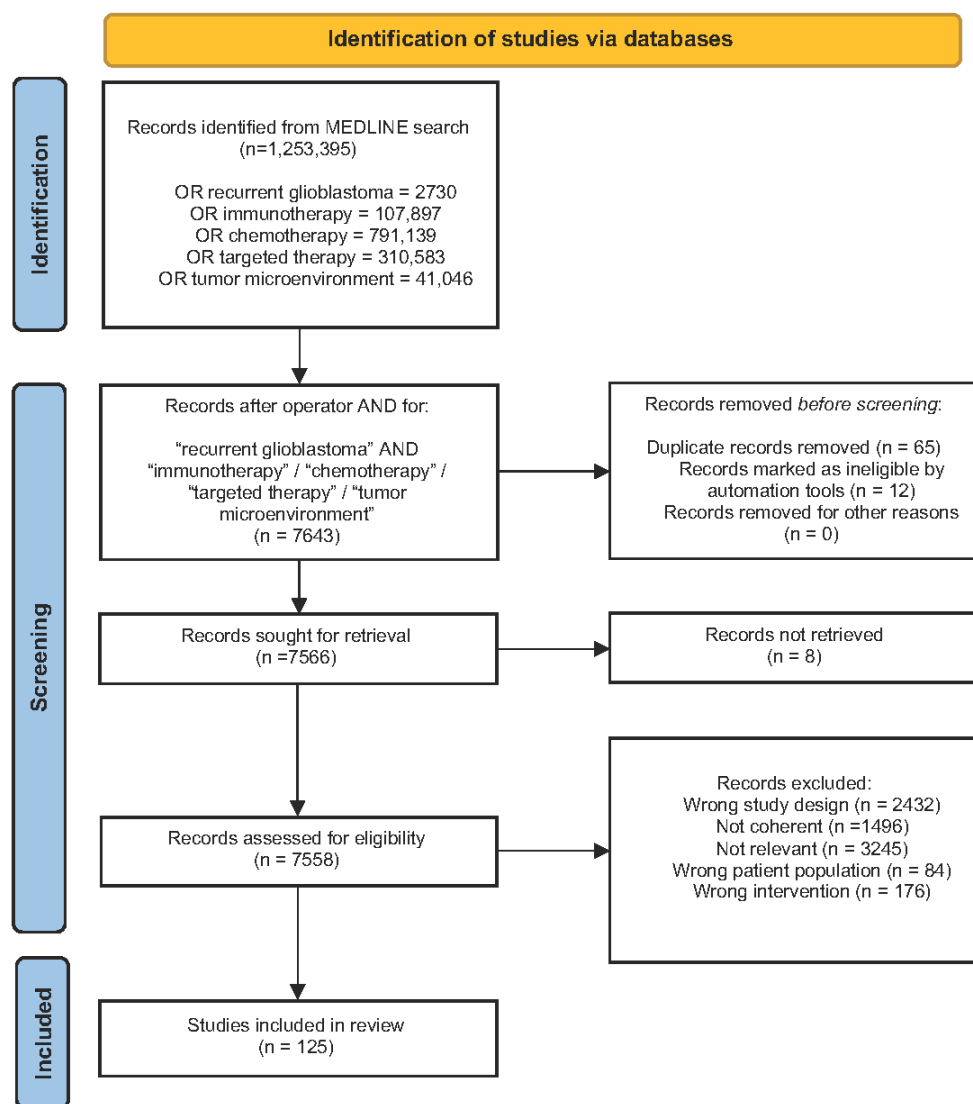 Identification of studies via databases
Identification
Records identified from MEDLINE search
(n=1,253,395)
OR recurrent glioblastoma = 2730
OR immunotherapy = 107,897
OR chemotherapy = 791,139
OR targeted therapy = 310,583
OR tumor microenvironment = 41,046
Screening
Records after operator AND for:
“recurrent glioblastoma” AND
“immunotherapy” / “chemotherapy” /
“targeted therapy” / “tumor
microenvironment”
(n = 7643)
Records removed before screening:
Duplicate records removed (n = 65)
Records marked as ineligible by
automation tools (n = 12)
Records removed for other reasons
(n = 0)
Records sought for retrieval
(n =7566)
Records not retrieved
(n = 8)
Records assessed for eligibility
(n = 7558)
Records excluded:
Wrong study design (n = 2432)
Not coherent (n =1496)
Not relevant (n = 3245)
Wrong patient population (n = 84)
Wrong intervention (n = 176)
Included
Studies included in review
(n = 125)